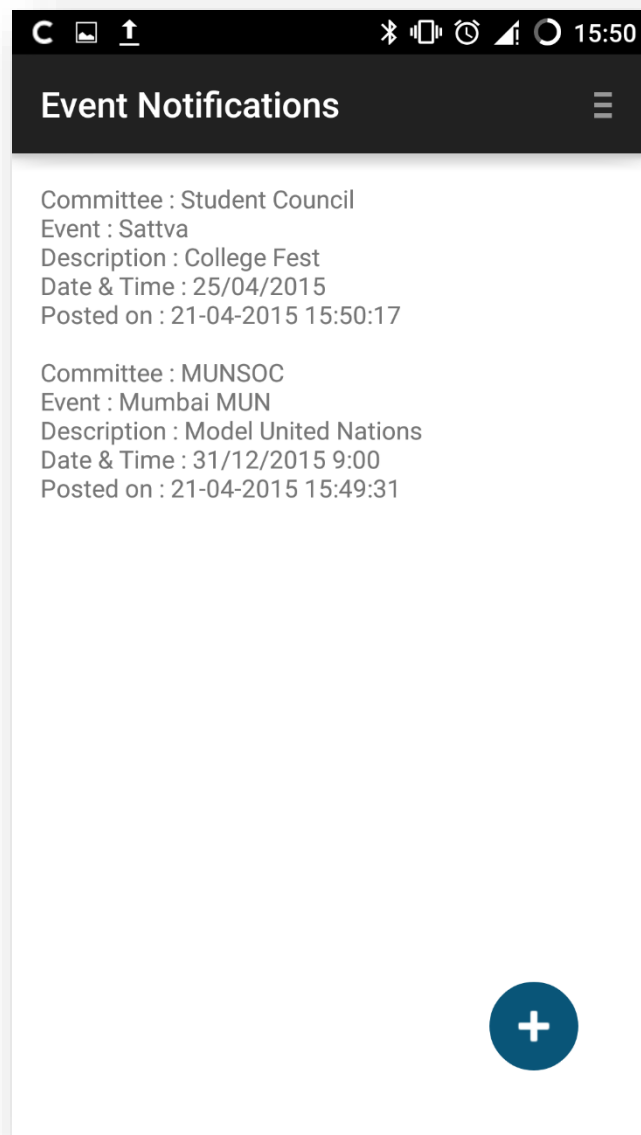 15:50
Event Notifications
Committee : Student Council
Event : Sattva
Description : College Fest
Date & Time : 25/04/2015
Posted on : 21-04-2015 15:50:17
Committee : MUNSOC
Event : Mumbai MUN
Description : Model United Nations
Date & Time : 31/12/2015 9:00
Posted on : 21-04-2015 15:49:31